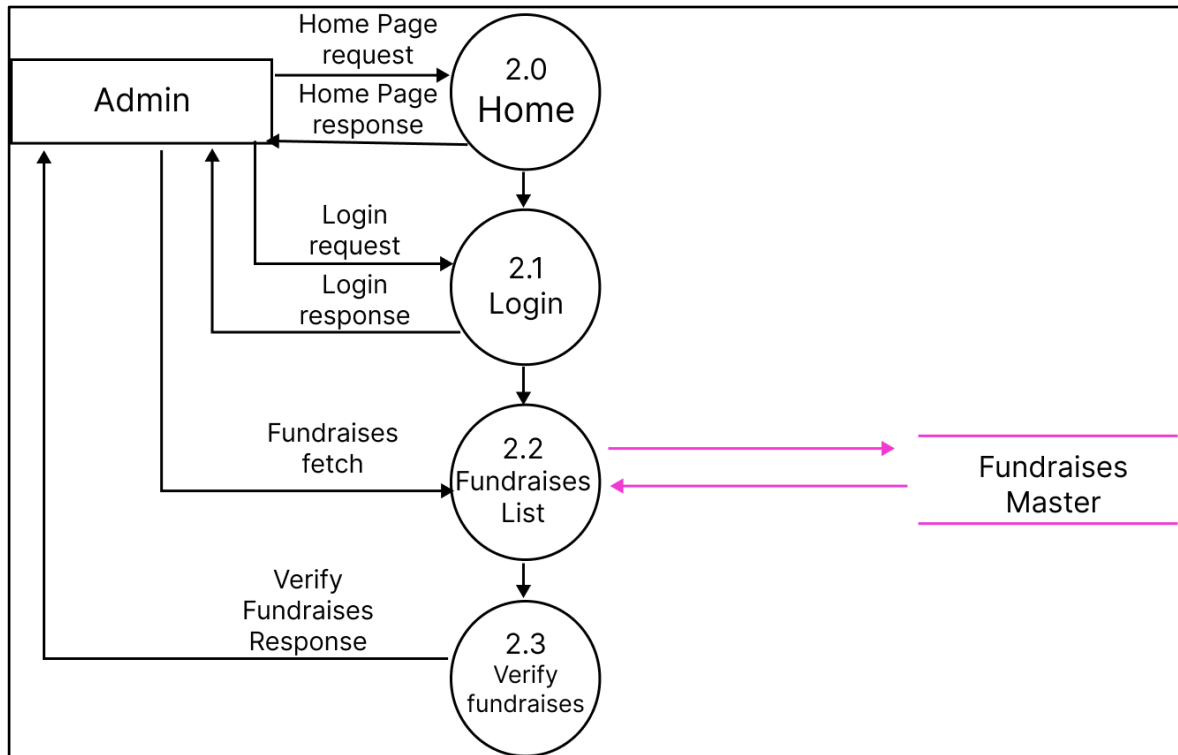 Home Page
request
2.0
Home
Admin
Home Page
response
Login
request
2.1
Login
Login
response
Fundraises
fetch
2.2
Fundraises
List
Fundraises
Master
Verify
Fundraises
Response
2.3
Verify
fundraises